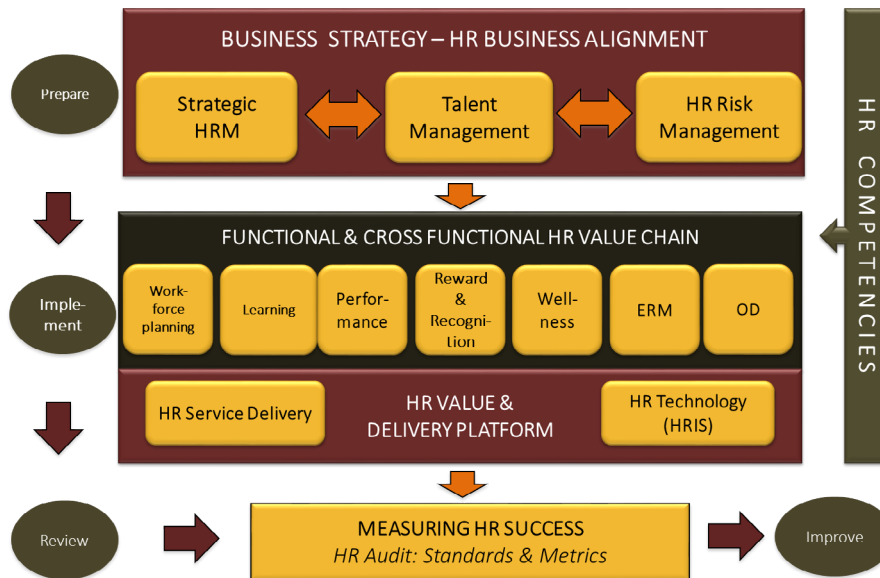 BUSINESS STRATEGY – HR BUSINESS ALIGNMENT
Prepare
Strategic
HRM
Talent
Management
HR Risk
Management
HR COMPETENCIES
FUNCTIONAL & CROSS FUNCTIONAL HR VALUE CHAIN
Imple-
ment
Work-
force
planning
Learning
Perfor-
mance
Reward
&
Recogni-
tion
Well-
ness
ERM
OD
HR Service Delivery
HR VALUE &
DELIVERY PLATFORM
HR Technology
(HRIS)
Review
MEASURING HR SUCCESS
HR Audit: Standards & Metrics
Improve